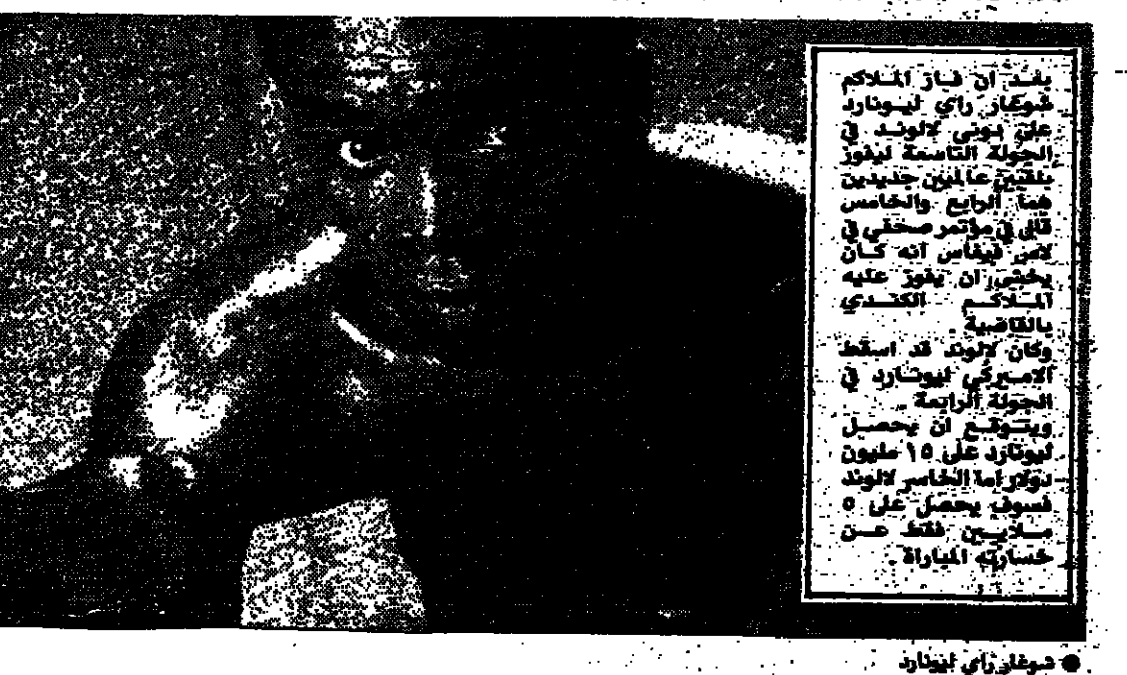 بعد ان فاز الملاكم
شوغار راي ليونارد
على دوني لالوند في
الجولة التاسعة ليفوز
بلقبين عالميين جديدين
هما الرابع والخامس
قال في مؤتمر صحفي في
لاس فيغاس انه كان
يخشى ان يفوز عليه
الملاكم الكندي
بالقاضية .
وكان لالوند قد اسقط
الاميركي ليونارد في
الجولة الرابعة .
ويتوقع ان يحصل
ليونارد على ١٥ مليون
دولار اما الخاسر لالوند
فسوف يحصل على ٥
ملايين فقط عن
خسارته المباراة .
● شوغار راي ليونارد